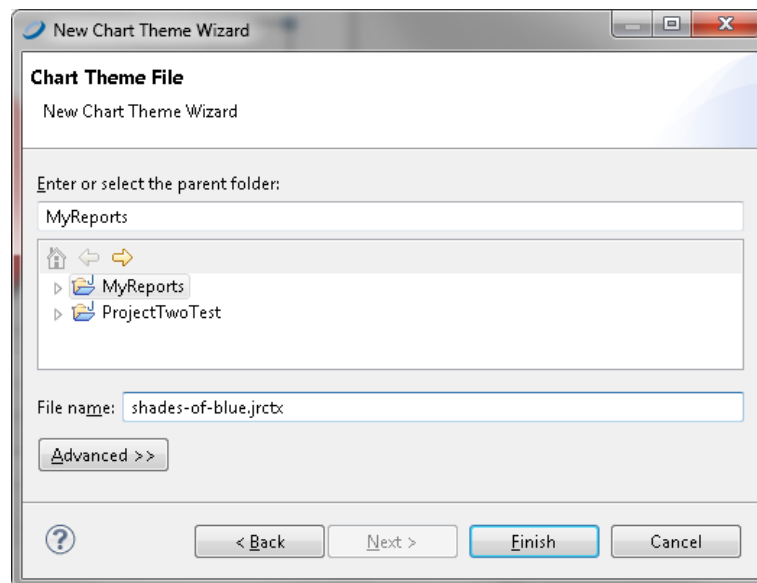 New Chart Theme Wizard
Chart Theme File
New Chart Theme Wizard
Enter or select the parent folder:
MyReports
MyReports
ProjectTwoTest
File name: shades-of-blue.jrctx
Advanced >>
? < Back Next > Finish Cancel